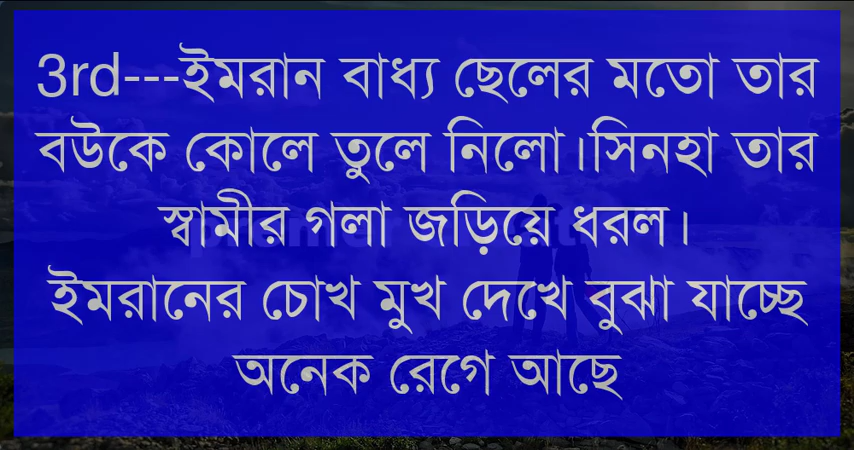 3rd---ইমরান বাধ্য ছেলের মতো তার
বউকে কোলে তুলে নিলো।সিনহা তার
স্বামীর গলা জড়িয়ে ধরল।
ইমরানের চোখ মুখ দেখে বুঝা যাচ্ছে
অনেক রেগে আছে